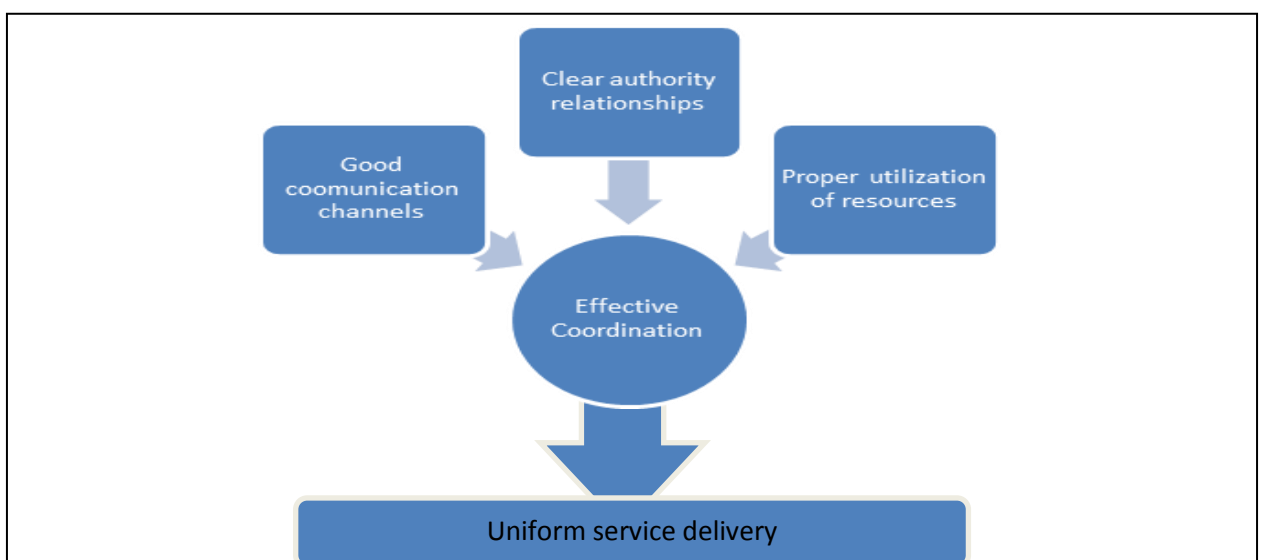 Clear authority
relationships
Good
coomunication
channels
Proper utilization
of resources
Effective
Coordination
Uniform service delivery